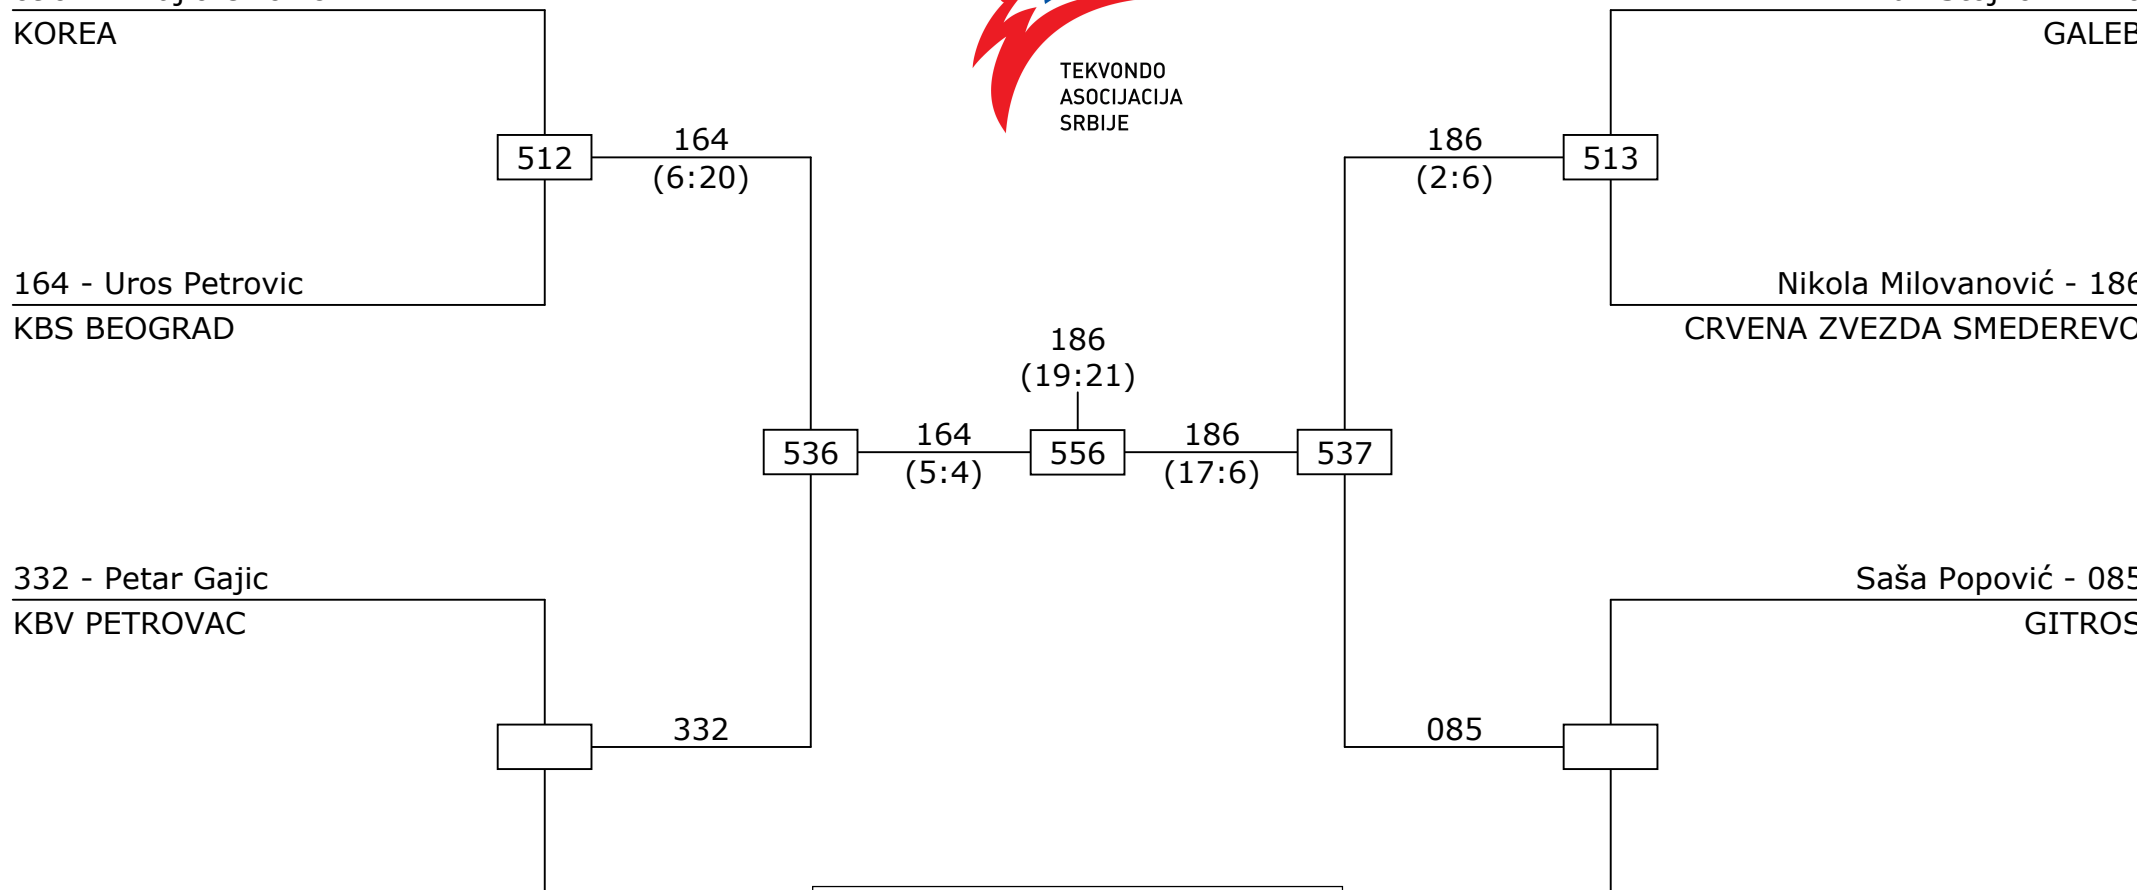 KOREA
GALEB
TEKVONDO
ASOCIJACIJA
SRBIJE
512
164
(6:20)
186
(2:6)
513
164 - Uros Petrovic
KBS BEOGRAD
Nikola Milovanović - 186
CRVENA ZVEZDA SMEDEREVO
186
(19:21)
536
164
(5:4)
556
186
(17:6)
537
332 - Petar Gajic
KBV PETROVAC
Saša Popović - 085
GITROS
332
085